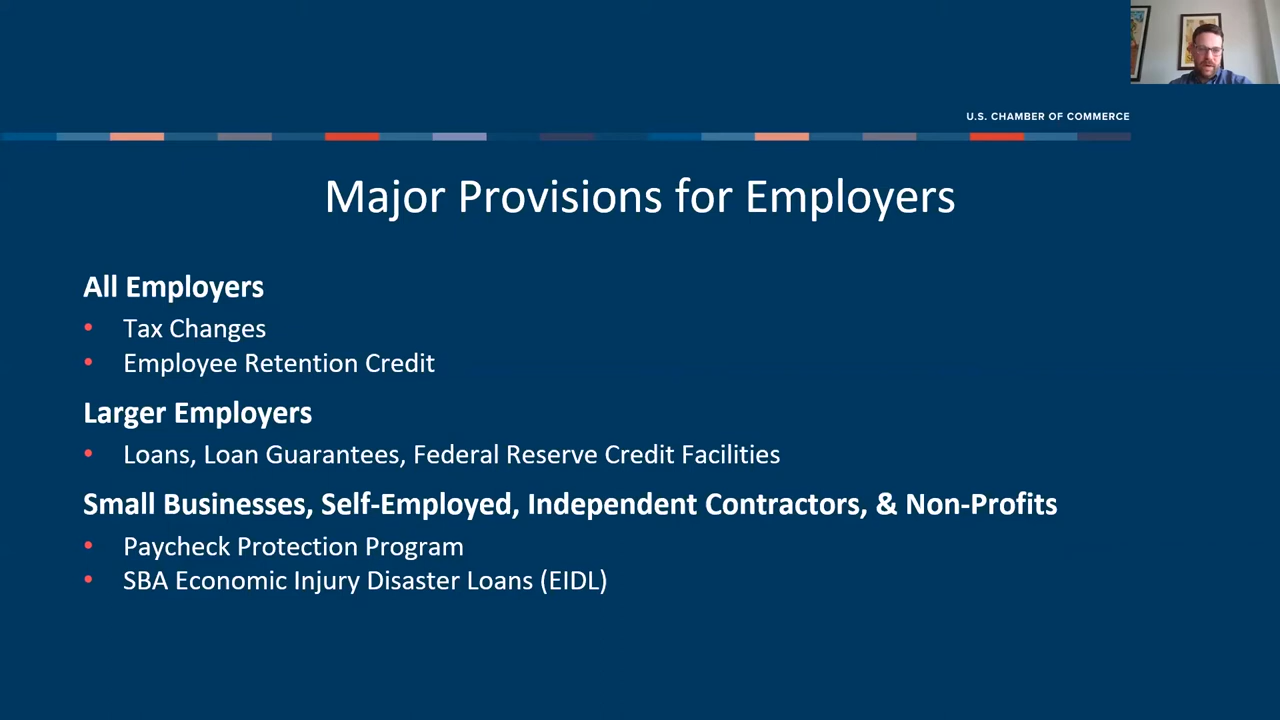 U.S. CHAMBER OF COMMERCE
Major Provisions for Employers
All Employers
• Tax Changes
• Employee Retention Credit
Larger Employers
• Loans, Loan Guarantees, Federal Reserve Credit Facilities
Small Businesses, Self-Employed, Independent Contractors, & Non-Profits
• Paycheck Protection Program
• SBA Economic Injury Disaster Loans (EIDL)